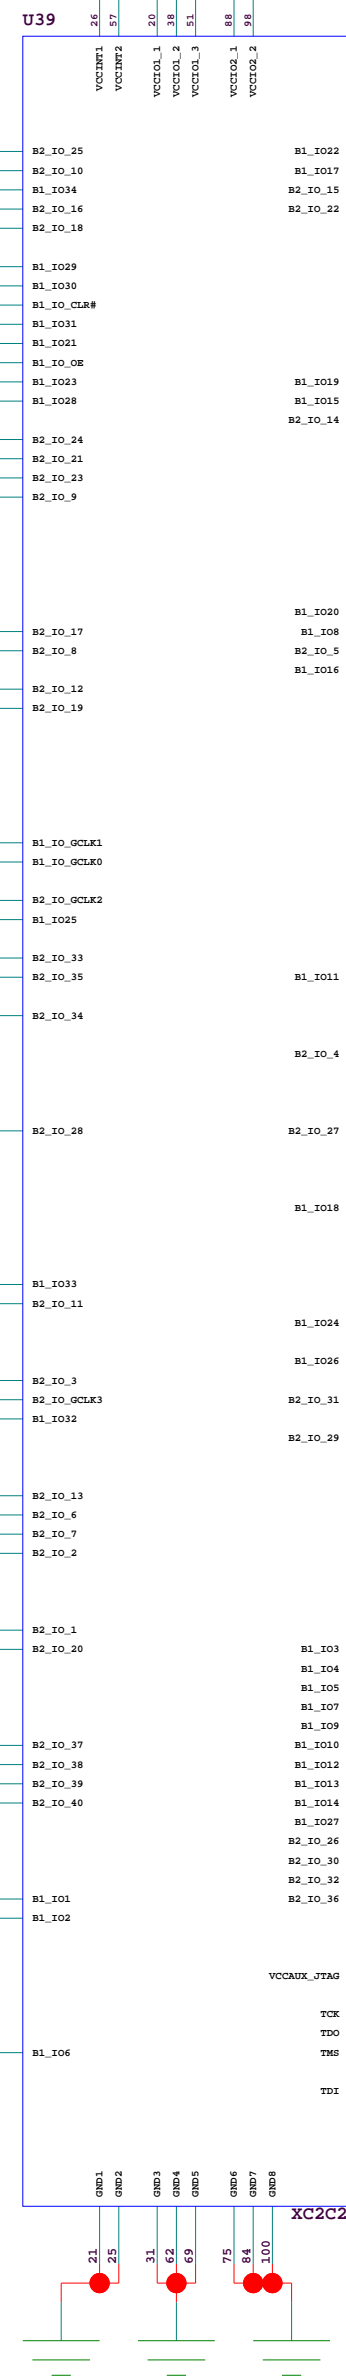 U39
26 57 20 38 51 88 98
VCCINT1 VCCINT2 VCCIO1_1 VCCIO1_2 VCCIO1_3 VCCIO2_1 VCCIO2_2
B2_IO_25 B1_IO22
B2_IO_10 B1_IO17
B1_IO34 B2_IO_15
B2_IO_16 B2_IO_22
B2_IO_18
B1_IO29
B1_IO30
B1_IO_CLR#
B1_IO31
B1_IO21
B1_IO_OE
B1_IO23 B1_IO19
B1_IO28 B1_IO15
B2_IO_14
B2_IO_24
B2_IO_21
B2_IO_23
B2_IO_9
B1_IO20
B2_IO_17 B1_IO8
B2_IO_8 B2_IO_5
B1_IO16
B2_IO_12
B2_IO_19
B1_IO_GCLK1
B1_IO_GCLK0
B2_IO_GCLK2
B1_IO25
B2_IO_33
B2_IO_35 B1_IO11
B2_IO_34
B2_IO_4
B2_IO_28 B2_IO_27
B1_IO18
B1_IO33
B2_IO_11
B1_IO24
B1_IO26
B2_IO_3
B2_IO_GCLK3 B2_IO_31
B1_IO32
B2_IO_29
B2_IO_13
B2_IO_6
B2_IO_7
B2_IO_2
B2_IO_1
B2_IO_20 B1_IO3
B1_IO4
B1_IO5
B1_IO7
B1_IO9
B2_IO_37 B1_IO10
B2_IO_38 B1_IO12
B2_IO_39 B1_IO13
B2_IO_40 B1_IO14
B1_IO27
B2_IO_26
B2_IO_30
B2_IO_32
B1_IO1 B2_IO_36
B1_IO2
VCCAUX_JTAG
TCK
TDO
B1_IO6 TMS
TDI
GND1 GND2 GND3 GND4 GND5 GND6 GND7 GND8
XC2C2
21 25 31 62 69 75 84 100